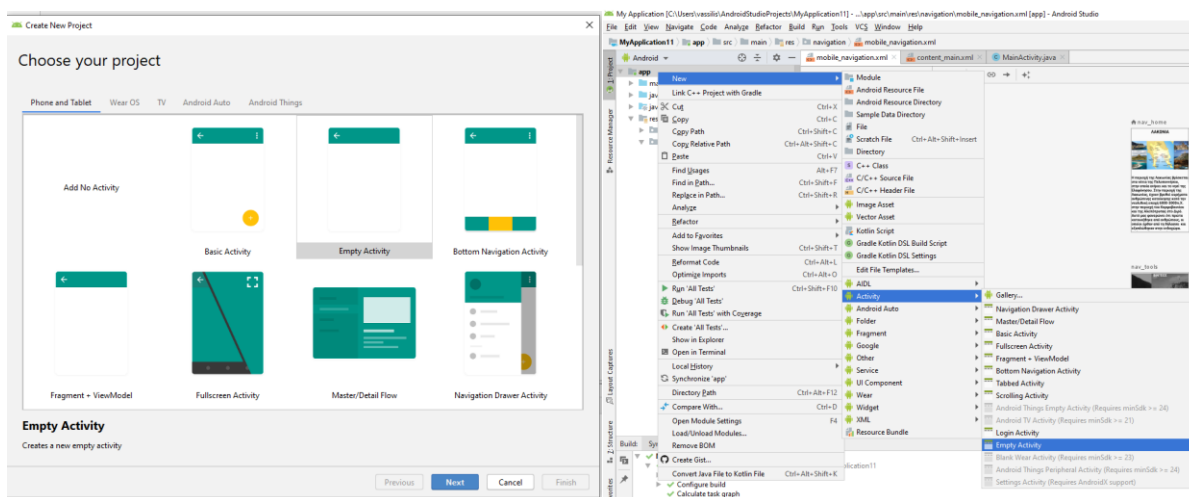 Create New Project
Choose your project
Phone and Tablet
Wear OS
TV
Android Auto
Android Things
Add No Activity
Basic Activity
Empty Activity
Bottom Navigation Activity
Fragment + ViewModel
Fullscreen Activity
Master/Detail Flow
Navigation Drawer Activity
Empty Activity
Creates a new empty activity
Previous
Next
Cancel
Finish
My Application [C:\Users\vassilis\AndroidStudioProjects\MyApplication11] - ...\app\src\main\res\navigation\mobile_navigation.xml [app] - Android Studio
File Edit View Navigate Code Analyze Refactor Build Run Tools VCS Window Help
MyApplication11 app src main res navigation mobile_navigation.xml
Android
mobile_navigation.xml
content_main.xml
MainActivity.java
1: Project
Resource Manager
Layout Captures
Z: Structure
app
New
Link C++ Project with Gradle
Cut Ctrl+X
Copy Ctrl+C
Copy Path Ctrl+Shift+C
Copy Relative Path Ctrl+Alt+Shift+C
Paste Ctrl+V
Find Usages Alt+F7
Find in Path... Ctrl+Shift+F
Replace in Path... Ctrl+Shift+R
Analyze
Refactor
Add to Favorites
Show Image Thumbnails Ctrl+Shift+T
Reformat Code Ctrl+Alt+L
Optimize Imports Ctrl+Alt+O
Run 'All Tests' Ctrl+Shift+F10
Debug 'All Tests'
Run 'All Tests' with Coverage
Create 'All Tests'...
Show in Explorer
Open in Terminal
Local History
Synchronize 'app'
Directory Path Ctrl+Alt+F12
Compare With... Ctrl+D
Open Module Settings F4
Load/Unload Modules...
Remove BOM
Create Gist...
Convert Java File to Kotlin File Ctrl+Alt+Shift+K
Module
Android Resource File
Android Resource Directory
Sample Data Directory
File
Scratch File Ctrl+Alt+Shift+Insert
Directory
C++ Class
C/C++ Source File
C/C++ Header File
Image Asset
Vector Asset
Kotlin Script
Gradle Kotlin DSL Build Script
Gradle Kotlin DSL Settings
Edit File Templates...
AIDL
Activity
Android Auto
Folder
Fragment
Google
Other
Service
UI Component
Wear
Widget
XML
Resource Bundle
Gallery...
Navigation Drawer Activity
Master/Detail Flow
Basic Activity
Fullscreen Activity
Fragment + ViewModel
Bottom Navigation Activity
Tabbed Activity
Scrolling Activity
Android Things Empty Activity (Requires minSdk >= 24)
Android TV Activity (Requires minSdk >= 21)
Login Activity
Empty Activity
Blank Wear Activity (Requires minSdk >= 23)
Android Things Peripheral Activity (Requires minSdk >= 24)
Settings Activity (Requires AndroidX support)
nav_home
ΛΑΚΩΝΙΑ
nav_tools
Build:
plication11
Configure build
Calculate task graph